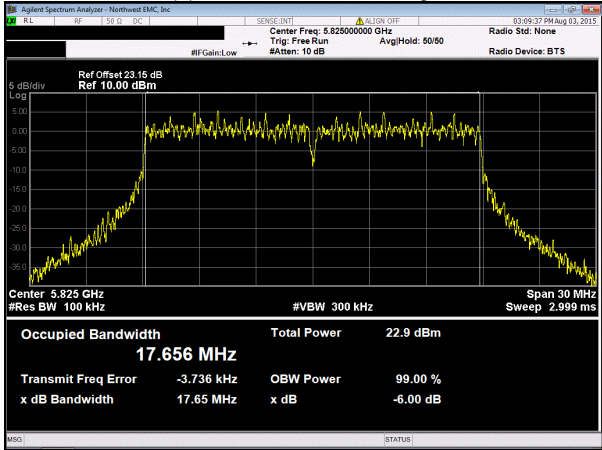 Agilent Spectrum Analyzer - Northwest EMC, Inc
RL RF 50 Ω DC SENSE:INT ALIGN OFF 03:09:37 PM Aug 03, 2015
Center Freq: 5.825000000 GHz Radio Std: None
Trig: Free Run Avg|Hold: 50/50
#IFGain:Low #Atten: 10 dB Radio Device: BTS
Ref Offset 23.15 dB
5 dB/div Ref 10.00 dBm
Log
5.00
0.00
-5.00
-10.0
-15.0
-20.0
-25.0
-30.0
-35.0
Center 5.825 GHz Span 30 MHz
#Res BW 100 kHz #VBW 300 kHz Sweep 2.999 ms
Occupied Bandwidth Total Power 22.9 dBm
17.656 MHz
Transmit Freq Error -3.736 kHz OBW Power 99.00 %
x dB Bandwidth 17.65 MHz x dB -6.00 dB
MSG STATUS